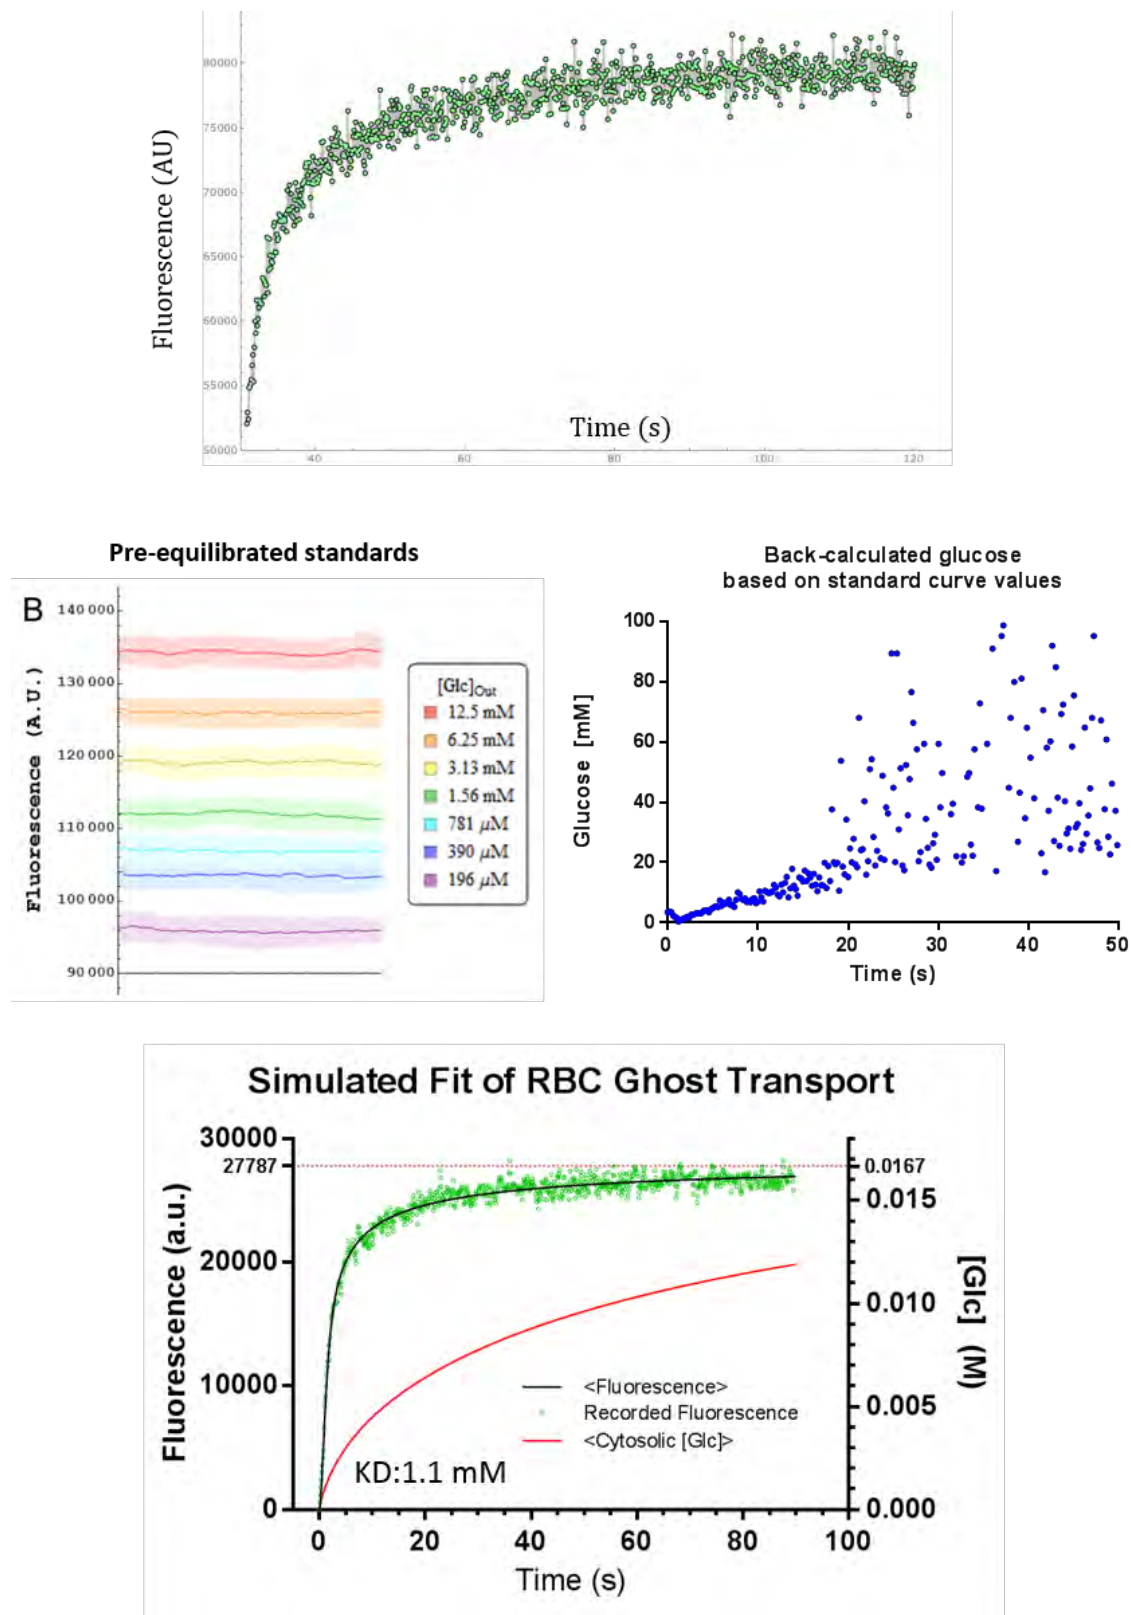 80000
75000
70000
65000
60000
55000
50000
Fluorescence (AU)
Time (s)
40
60
80
100
120
Pre-equilibrated standards
B
140 000
130 000
120 000
110 000
100 000
90 000
Fluorescence (A.U.)
[Glc]Out
12.5 mM
6.25 mM
3.13 mM
1.56 mM
781 µM
390 µM
196 µM
Back-calculated glucose
based on standard curve values
100
80
60
40
20
0
Glucose [mM]
0
10
20
30
40
50
Time (s)
Simulated Fit of RBC Ghost Transport
30000
27787
20000
10000
0
Fluorescence (a.u.)
0.0167
0.015
0.010
0.005
0.000
[Glc] (M)
<Fluorescence>
Recorded Fluorescence
<Cytosolic [Glc]>
KD:1.1 mM
0
20
40
60
80
100
Time (s)